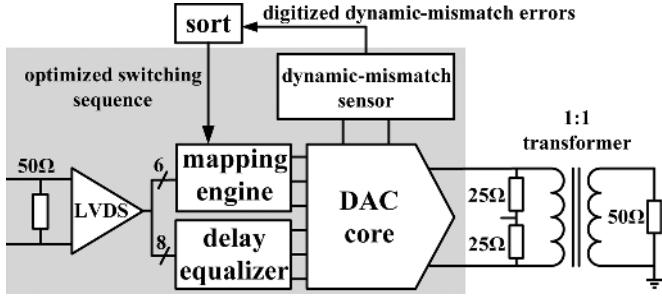 digitized dynamic-mismatch errors
sort
optimized switching
sequence
dynamic-mismatch
sensor
1:1
transformer
50Ω
LVDS
6
mapping
engine
8
delay
equalizer
DAC
core
25Ω
25Ω
50Ω